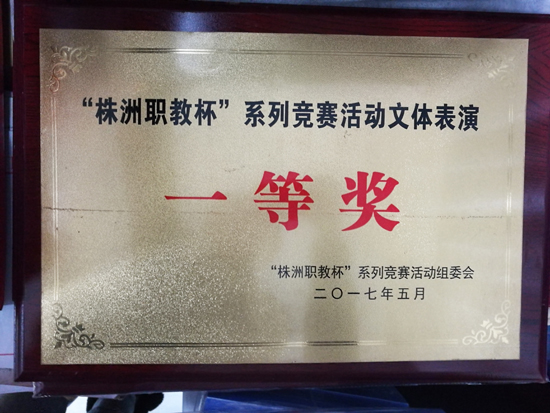 “株洲职教杯”系列竞赛活动文体表演
一等奖
“株洲职教杯”系列竞赛活动组委会
二〇一七年五月